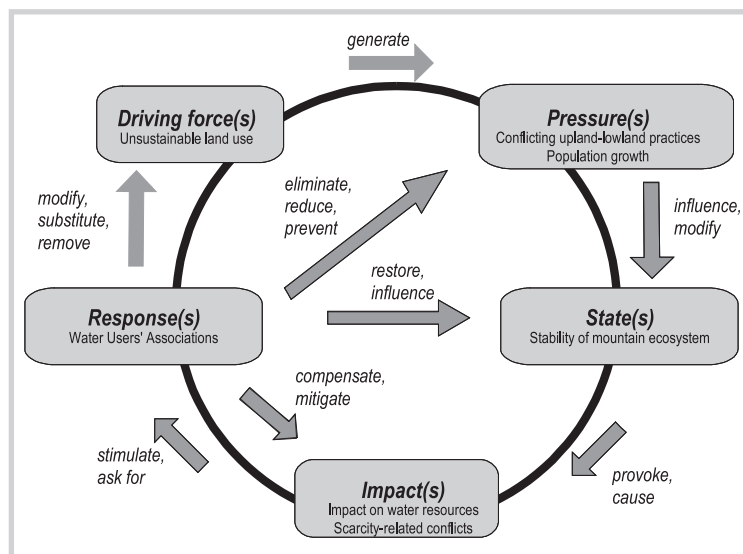 generate
Driving force(s)
Unsustainable land use
Pressure(s)
Conflicting upland-lowland practices
Population growth
modify,
substitute,
remove
eliminate,
reduce,
prevent
influence,
modify
restore,
influence
Response(s)
Water Users' Associations
State(s)
Stability of mountain ecosystem
compensate,
mitigate
stimulate,
ask for
provoke,
cause
Impact(s)
Impact on water resources
Scarcity-related conflicts